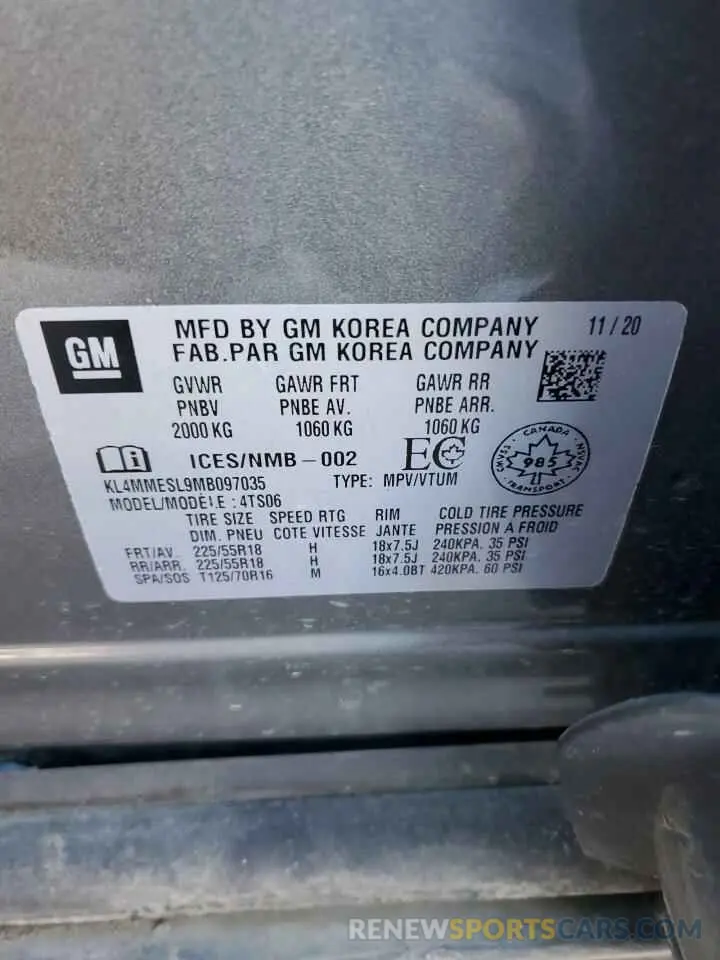 GM
MFD BY GM KOREA COMPANY 11 / 20
FAB.PAR GM KOREA COMPANY
GVWR GAWR FRT GAWR RR
PNBV PNBE AV. PNBE ARR.
2000 KG 1060 KG 1060 KG
ICES/NMB-002 EC
CANADA
985
TRANSPORT
KL4MMESL9MB097035 TYPE: MPV/VTUM
MODEL/MODELE: 4TS06
TIRE SIZE SPEED RTG RIM COLD TIRE PRESSURE
DIM. PNEU COTE VITESSE JANTE PRESSION A FROID
FRT/AV. 225/55R18 H 18x7.5J 240KPA. 35 PSI
RR/ARR. 225/55R18 H 18x7.5J 240KPA. 35 PSI
SPA/SOS T125/70R16 M 16x4.0BT 420KPA. 60 PSI
RENEWSPORTSCARS.COM